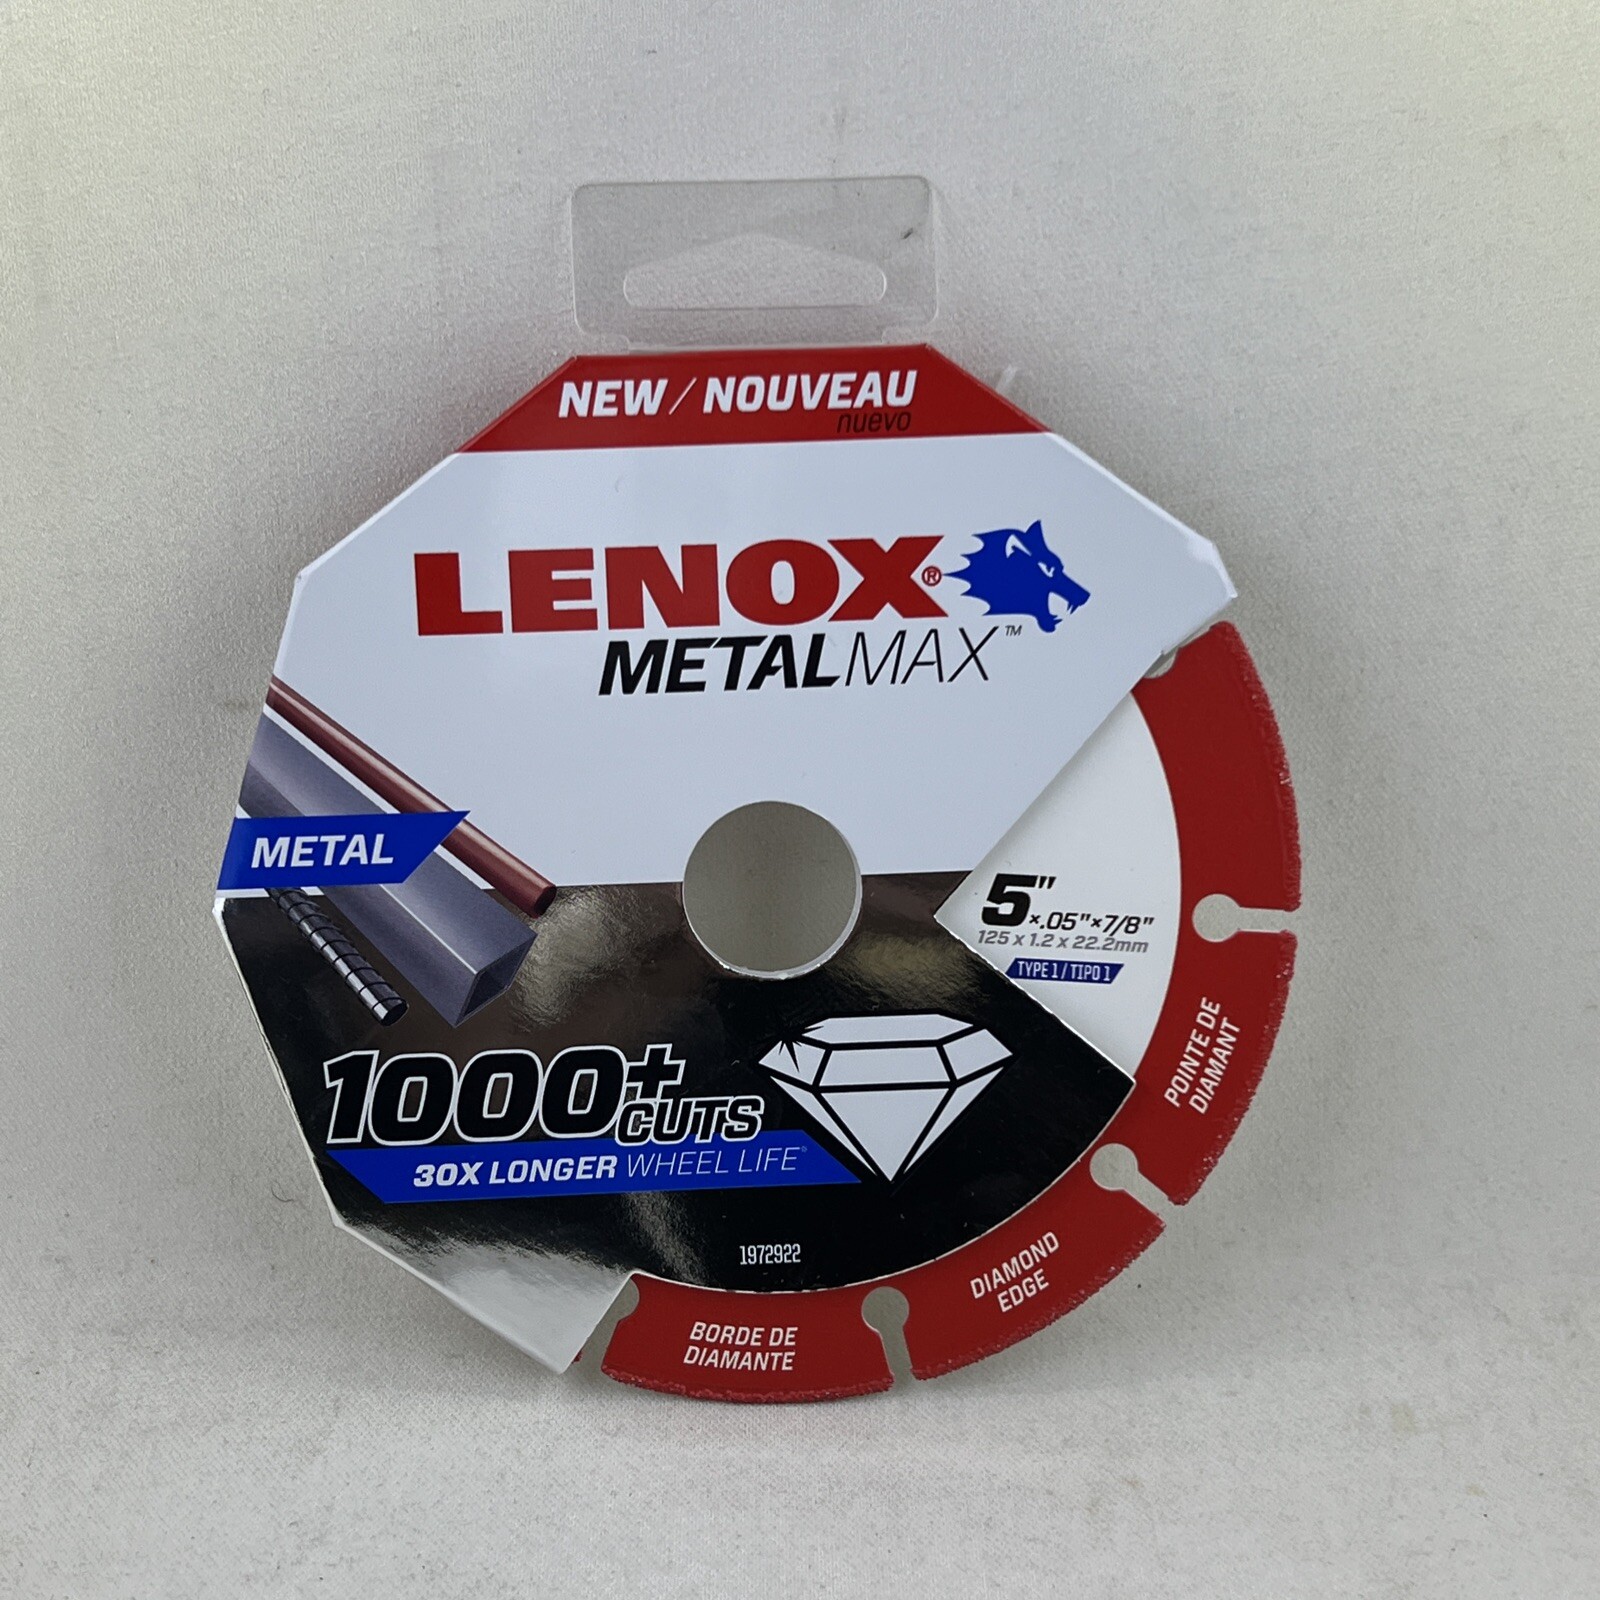 NEW / NOUVEAU
nuevo
LENOX®
METALMAX™
METAL
5" × .05" × 7/8"
125 x 1.2 x 22.2mm
TYPE 1 / TIPO 1
POINTE DE
DIAMANT
1000+ CUTS
30X LONGER WHEEL LIFE
1972922
DIAMOND
EDGE
BORDE DE
DIAMANTE